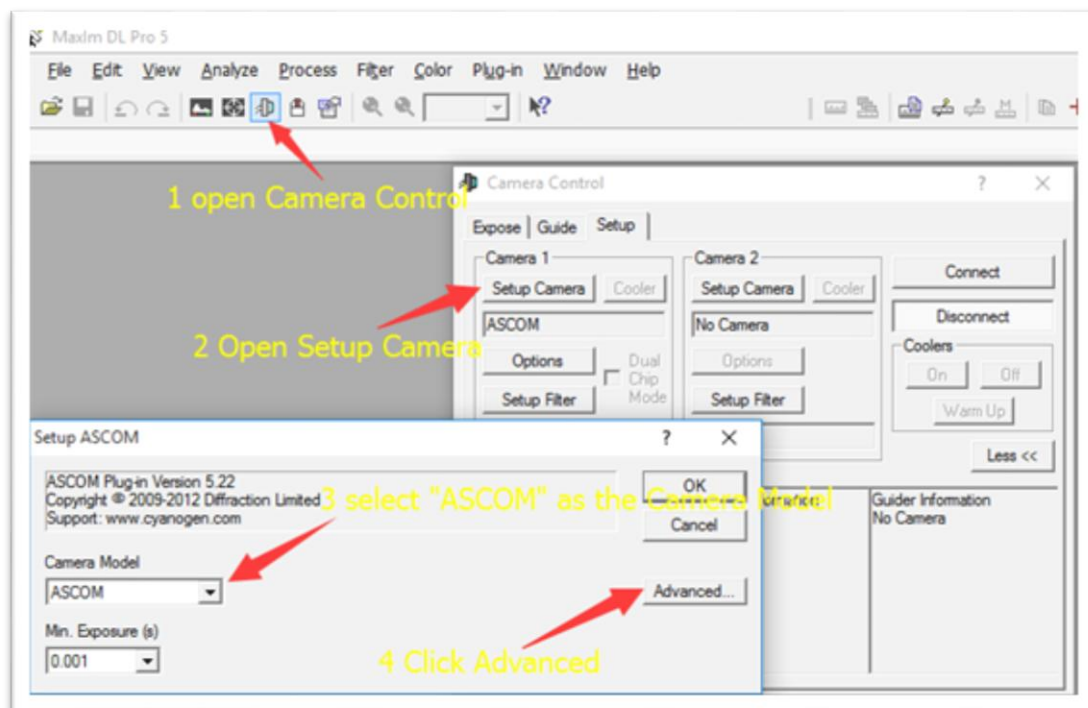 MaxIm DL Pro 5
File Edit View Analyze Process Filter Color Plug-in Window Help
1 open Camera Control
Camera Control
Expose Guide Setup
Camera 1
Setup Camera Cooler
ASCOM
Options
Dual Chip Mode
Setup Filter
Camera 2
Setup Camera Cooler
No Camera
Options
Setup Filter
Connect
Disconnect
Coolers
On Off
Warm Up
Less <<
2 Open Setup Camera
Guider Information
No Camera
Setup ASCOM
ASCOM Plug-in Version 5.22
Copyright © 2009-2012 Diffraction Limited
Support: www.cyanogen.com
3 select "ASCOM" as the Camera Model
OK
Cancel
Camera Model
ASCOM
Advanced...
Min. Exposure (s)
0.001
4 Click Advanced